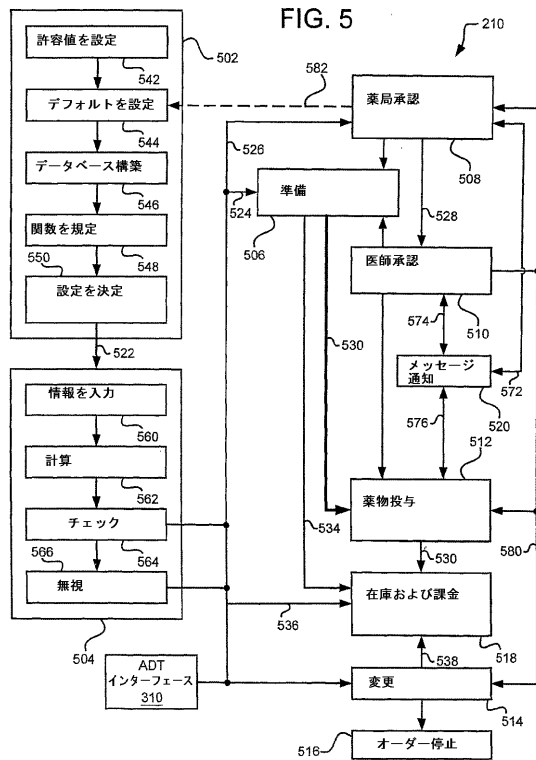 FIG. 5
210
許容値を設定
542
502
デフォルトを設定
544
582
薬局承認
508
データベース構築
546
526
524
準備
506
528
関数を規定
548
550
設定を決定
医師承認
510
522
530
574
メッセージ
通知
520
572
情報を入力
560
576
計算
562
512
薬物投与
チェック
564
534
530
580
566
無視
504
536
在庫および課金
518
ADT
インターフェース
310
538
変更
514
516
オーダー停止